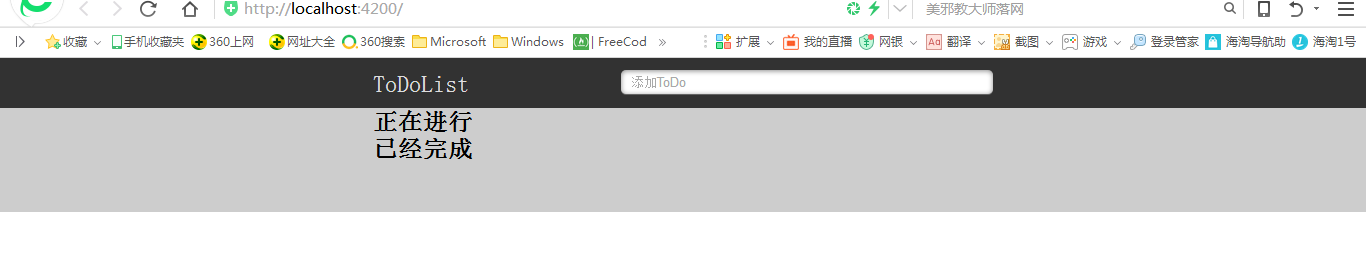 http://localhost:4200/
美邪教大师落网
收藏 手机收藏夹 360上网 网址大全 360搜索 Microsoft Windows | FreeCod » 扩展 我的直播 网银 Aa 翻译 截图 游戏 登录管家 海淘导航助 海淘1号
ToDoList
添加ToDo
正在进行
已经完成